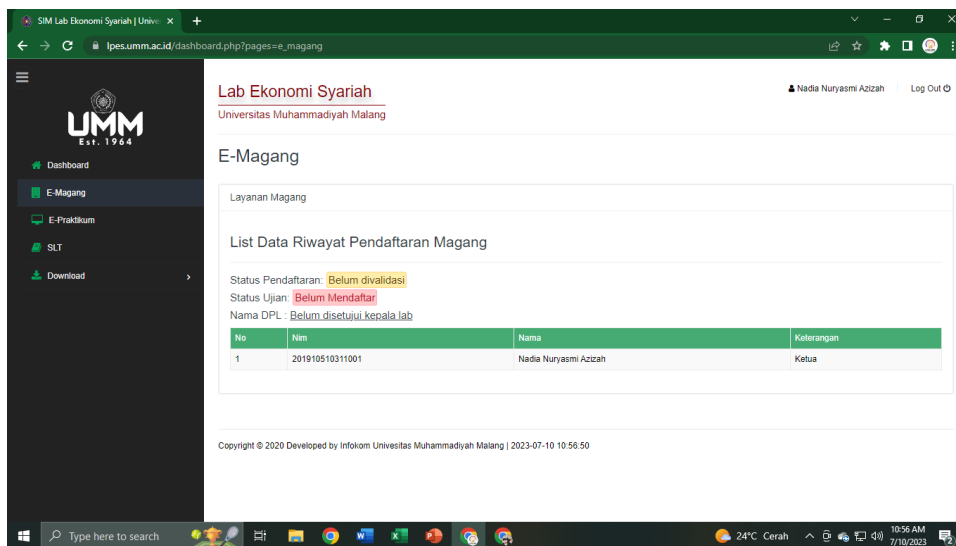 SIM Lab Ekonomi Syariah | Unive
lpes.umm.ac.id/dashboard.php?pages=e_magang
UMM
Est. 1964
Dashboard
E-Magang
E-Praktikum
SLT
Download
Lab Ekonomi Syariah
Universitas Muhammadiyah Malang
Nadia Nuryasmi Azizah
Log Out
E-Magang
Layanan Magang
List Data Riwayat Pendaftaran Magang
Status Pendaftaran: Belum divalidasi
Status Ujian: Belum Mendaftar
Nama DPL : Belum disetujui kepala lab
No Nim Nama Keterangan
1 201910510311001 Nadia Nuryasmi Azizah Ketua
Copyright © 2020 Developed by Infokom Univesitas Muhammadiyah Malang | 2023-07-10 10:56:50
Type here to search
24°C Cerah
10:56 AM
7/10/2023